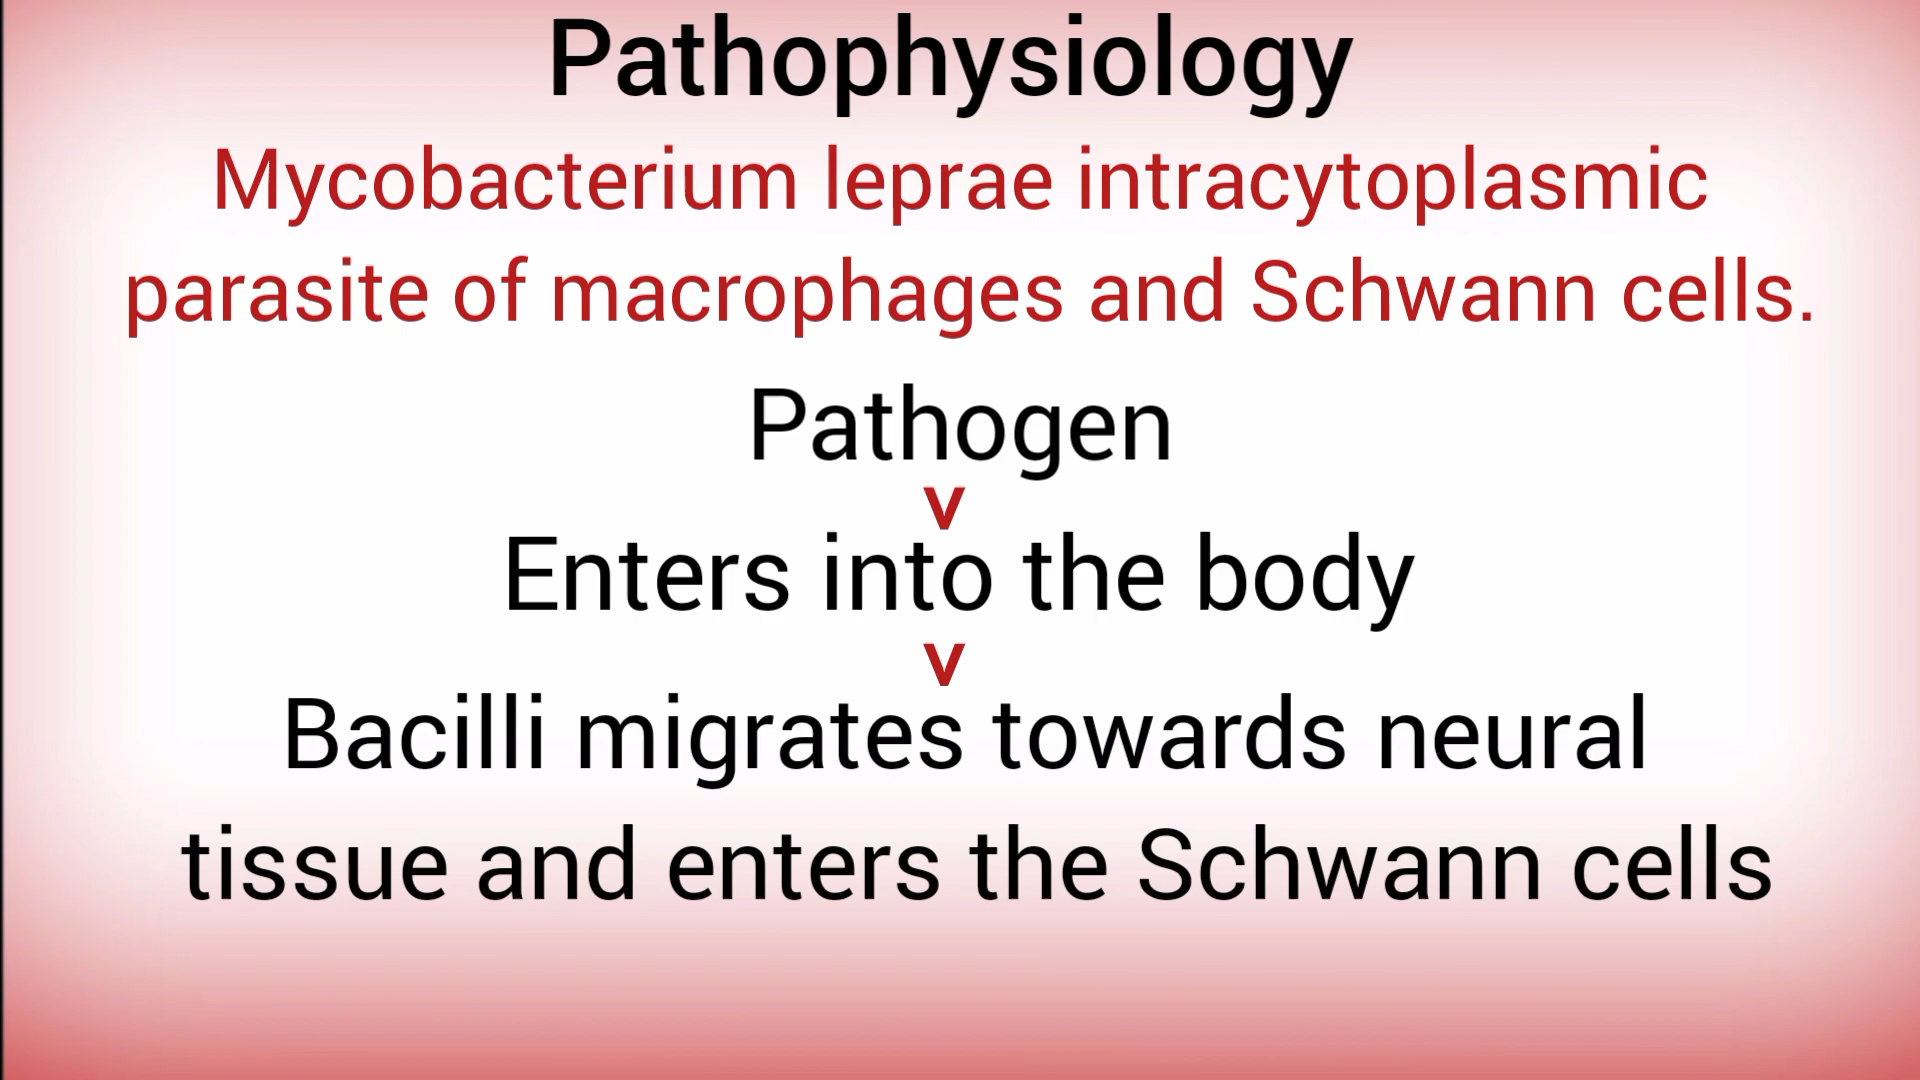 Pathophysiology
Mycobacterium leprae intracytoplasmic
parasite of macrophages and Schwann cells.
Pathogen
v
Enters into the body
v
Bacilli migrates towards neural
tissue and enters the Schwann cells